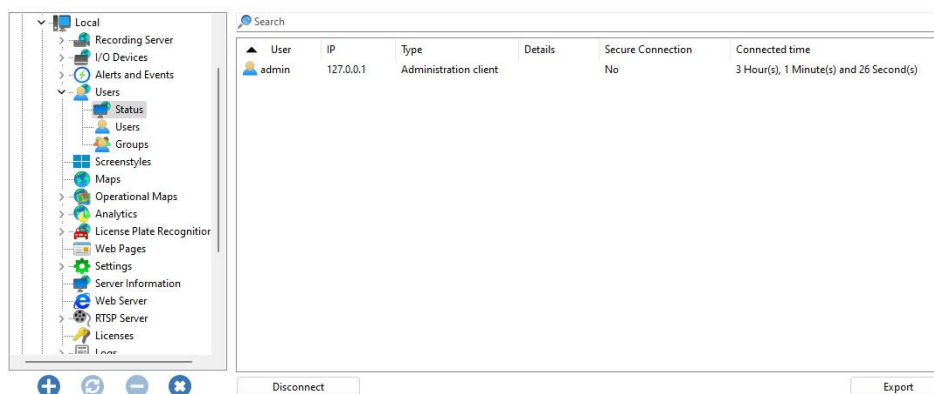 Local
Recording Server
I/O Devices
Alerts and Events
Users
Status
Users
Groups
Screenstyles
Maps
Operational Maps
Analytics
License Plate Recognition
Web Pages
Settings
Server Information
Web Server
RTSP Server
Licenses
Logs
Search
User IP Type Details Secure Connection Connected time
admin 127.0.0.1 Administration client No 3 Hour(s), 1 Minute(s) and 26 Second(s)
Disconnect Export